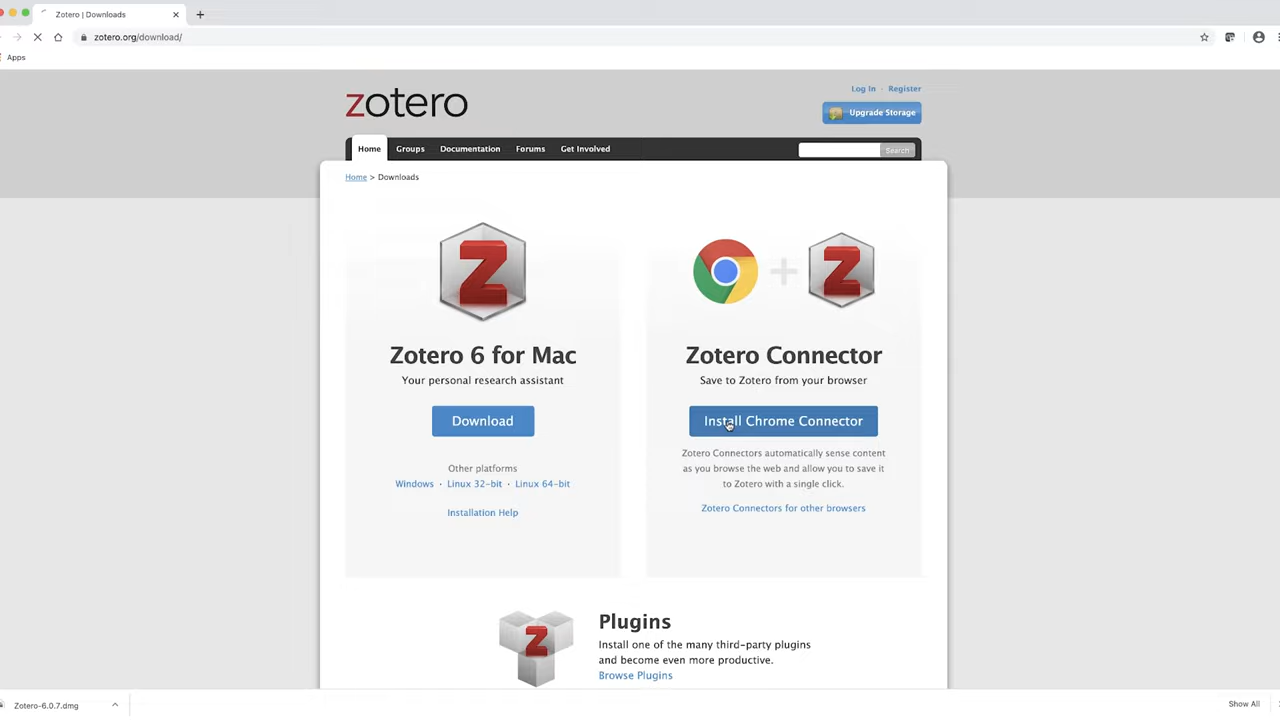 Zotero | Downloads
zotero.org/download/
Apps
zotero
Log In · Register
Upgrade Storage
Home Groups Documentation Forums Get Involved
Search
Home > Downloads
Z
Z
Zotero 6 for Mac
Your personal research assistant
Download
Other platforms
Windows · Linux 32-bit · Linux 64-bit
Installation Help
Zotero Connector
Save to Zotero from your browser
Install Chrome Connector
Zotero Connectors automatically sense content
as you browse the web and allow you to save it
to Zotero with a single click.
Zotero Connectors for other browsers
Z
Plugins
Install one of the many third-party plugins
and become even more productive.
Browse Plugins
Zotero-6.0.7.dmg
Show All